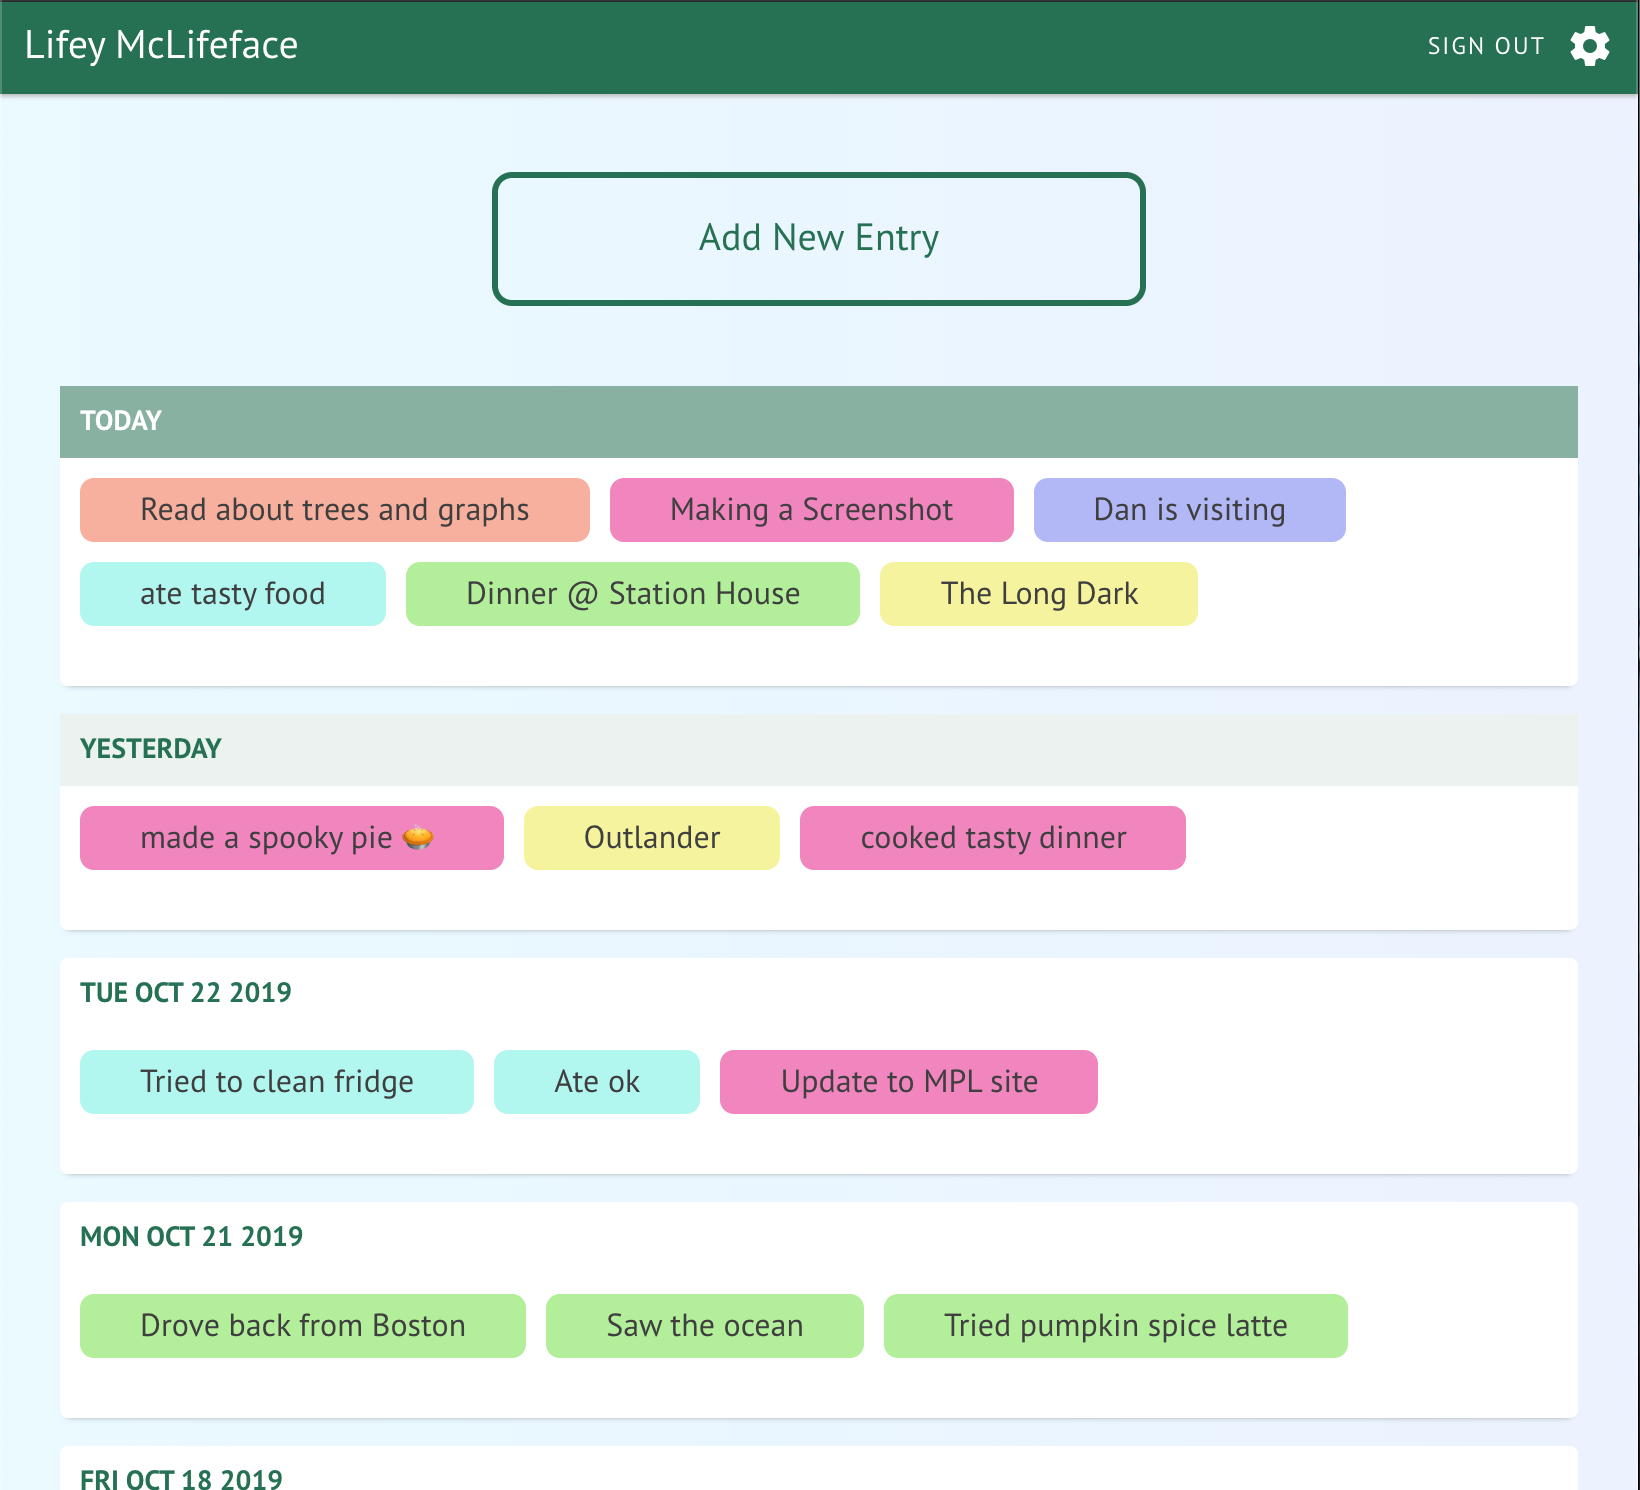 Lifey McLifeface SIGN OUT
Add New Entry
TODAY
Read about trees and graphs Making a Screenshot Dan is visiting
ate tasty food Dinner @ Station House The Long Dark
YESTERDAY
made a spooky pie 🥧 Outlander cooked tasty dinner
TUE OCT 22 2019
Tried to clean fridge Ate ok Update to MPL site
MON OCT 21 2019
Drove back from Boston Saw the ocean Tried pumpkin spice latte
FRI OCT 18 2019